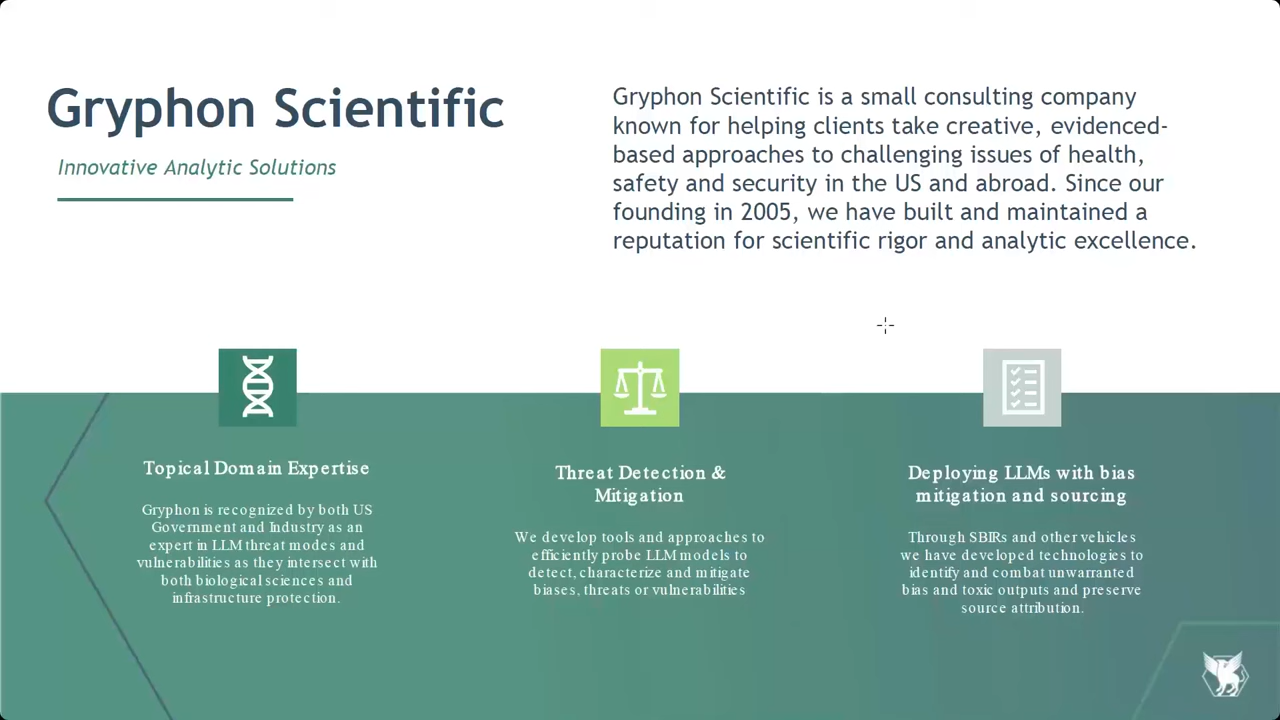 Gryphon Scientific
Innovative Analytic Solutions
Gryphon Scientific is a small consulting company
known for helping clients take creative, evidenced-
based approaches to challenging issues of health,
safety and security in the US and abroad. Since our
founding in 2005, we have built and maintained a
reputation for scientific rigor and analytic excellence.
Topical Domain Expertise
Gryphon is recognized by both US
Government and Industry as an
expert in LLM threat modes and
vulnerabilities as they intersect with
both biological sciences and
infrastructure protection.
Threat Detection &
Mitigation
We develop tools and approaches to
efficiently probe LLM models to
detect, characterize and mitigate
biases, threats or vulnerabilities
Deploying LLMs with bias
mitigation and sourcing
Through SBIRs and other vehicles
we have developed technologies to
identify and combat unwarranted
bias and toxic outputs and preserve
source attribution.